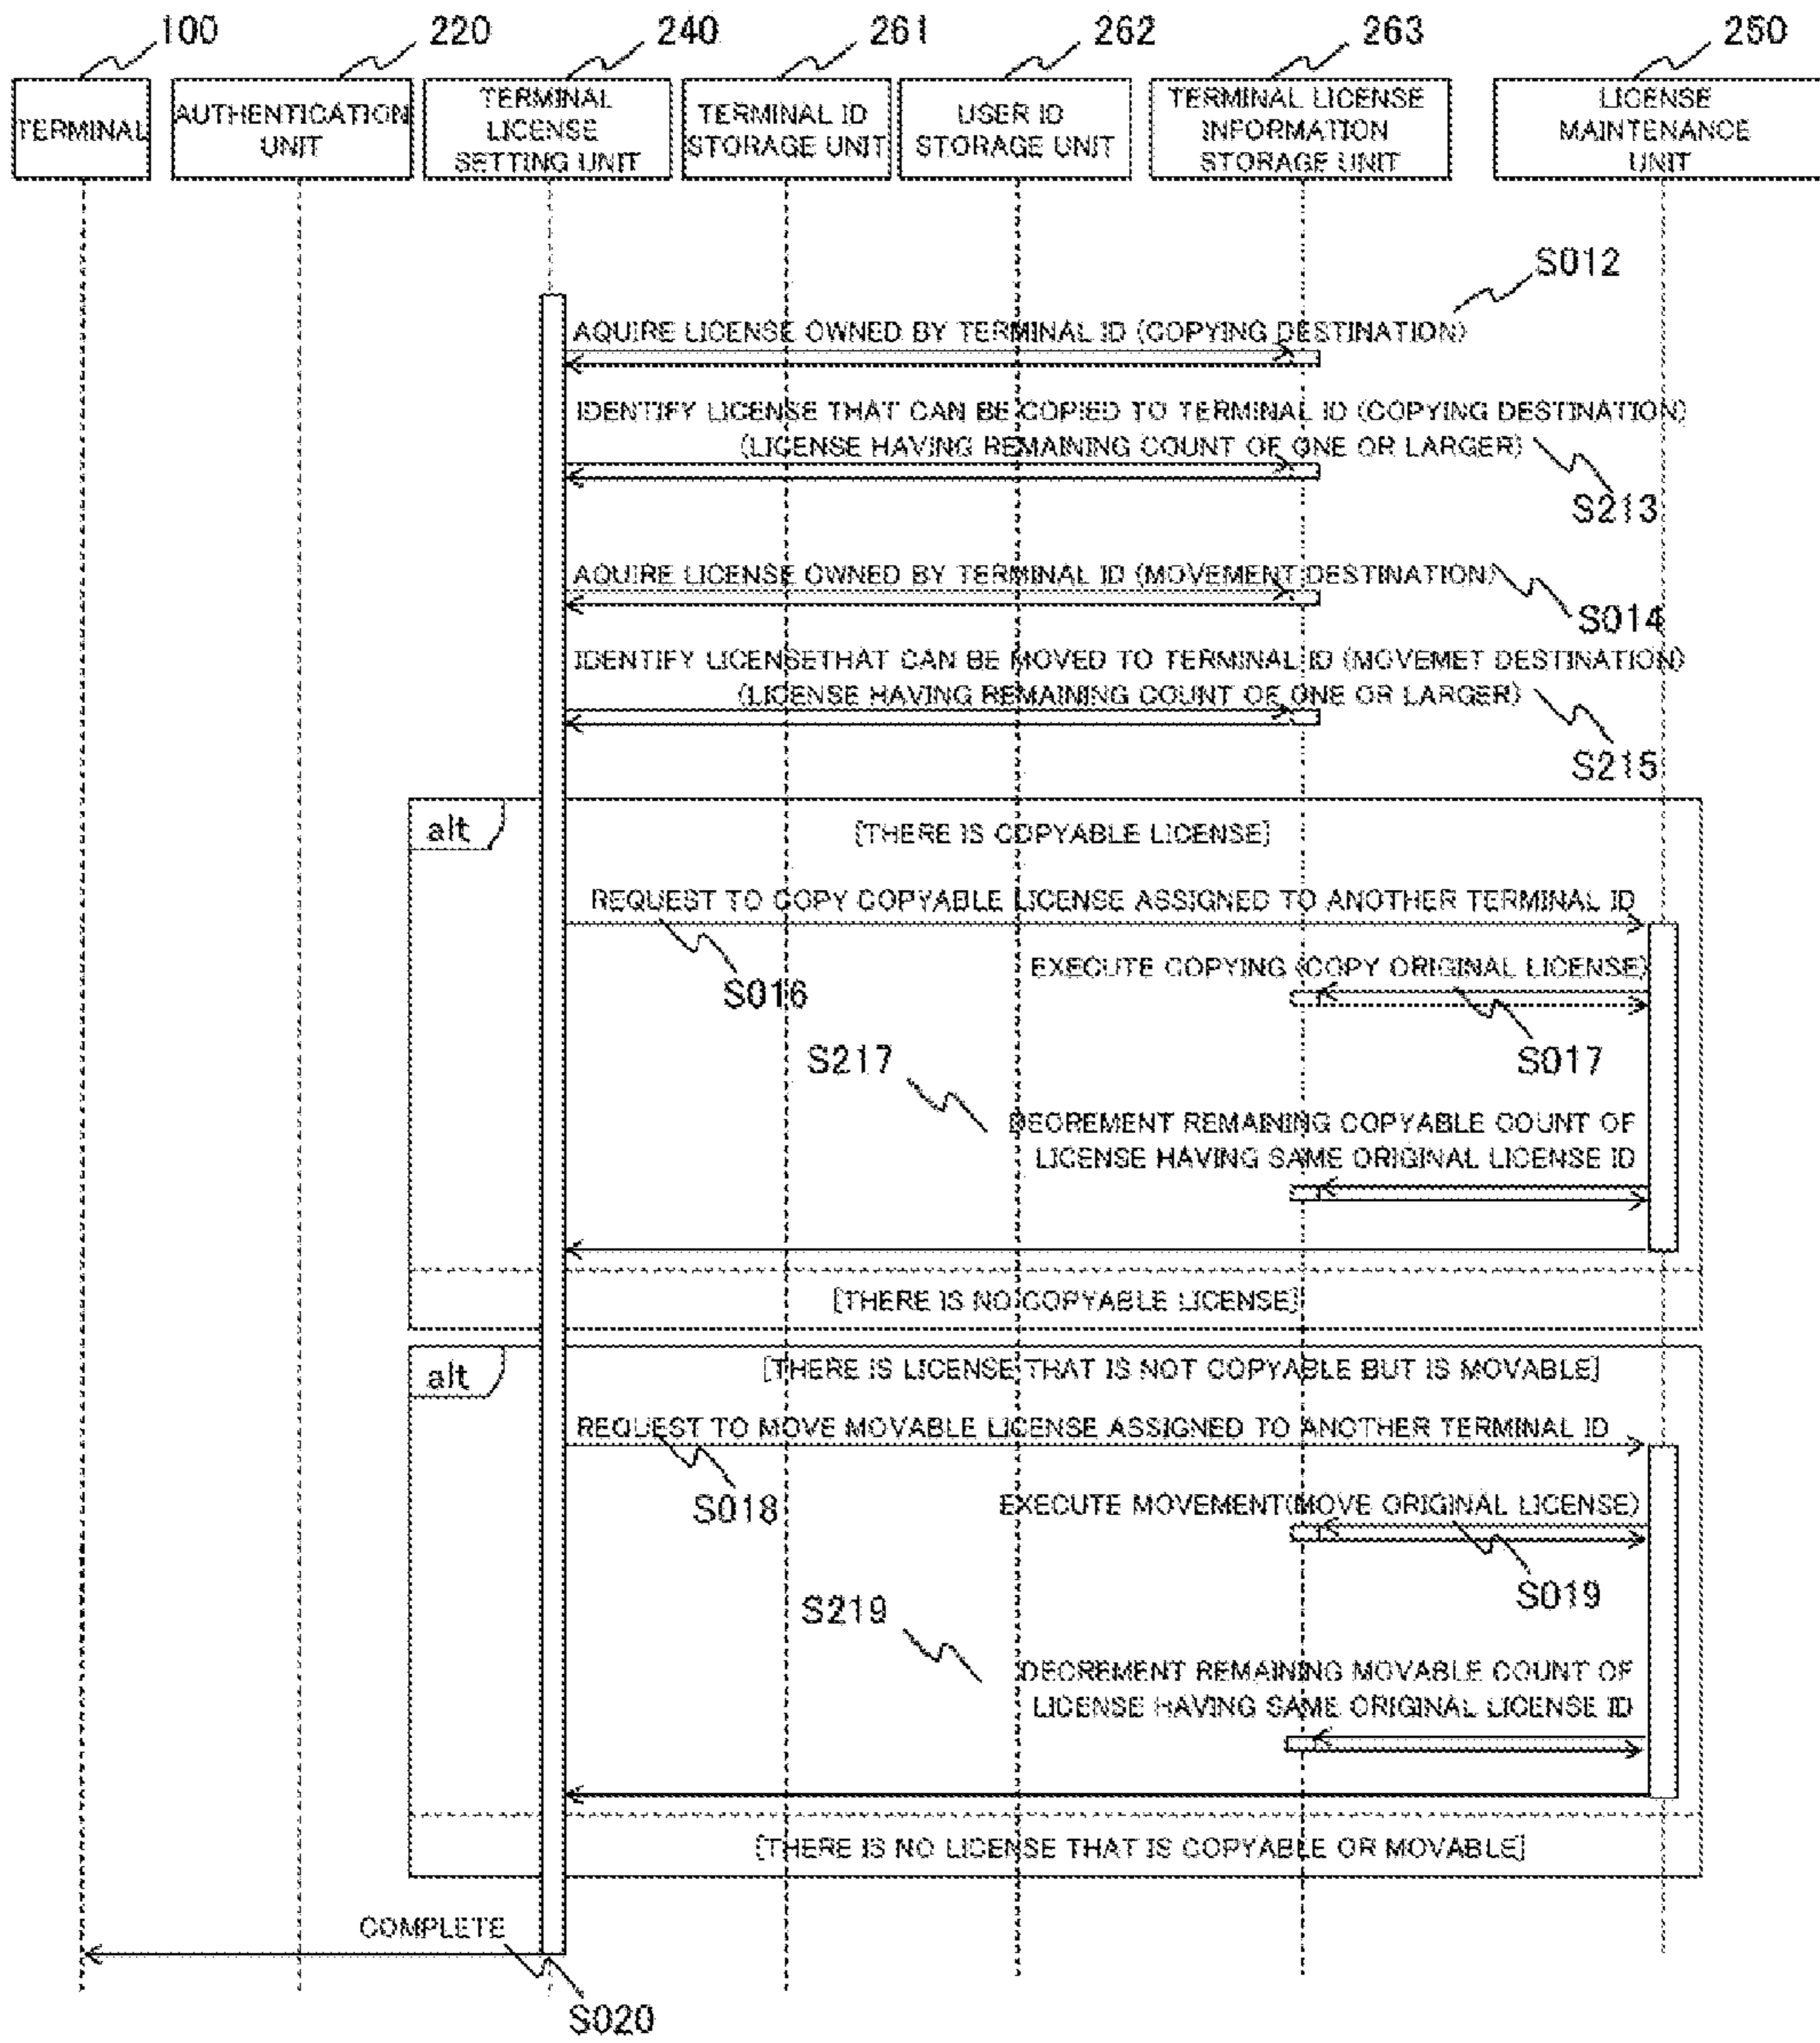 100
220
240
261
262
263
250
TERMINAL
AUTHENTICATION
UNIT
TERMINAL
LICENSE
SETTING UNIT
TERMINAL ID
STORAGE UNIT
USER ID
STORAGE UNIT
TERMINAL LICENSE
INFORMATION
STORAGE UNIT
LICENSE
MAINTENANCE
UNIT
S012
AQUIRE LICENSE OWNED BY TERMINAL ID (COPYING DESTINATION)
IDENTIFY LICENSE THAT CAN BE COPIED TO TERMINAL ID (COPYING DESTINATION)
(LICENSE HAVING REMAINING COUNT OF ONE OR LARGER)
S213
AQUIRE LICENSE OWNED BY TERMINAL ID (MOVEMENT DESTINATION)
S014
IDENTIFY LICENSETHAT CAN BE MOVED TO TERMINAL ID (MOVEMET DESTINATION)
(LICENSE HAVING REMAINING COUNT OF ONE OR LARGER)
S215
alt
[THERE IS COPYABLE LICENSE]
REQUEST TO COPY COPYABLE LICENSE ASSIGNED TO ANOTHER TERMINAL ID
S016
EXECUTE COPYING (COPY ORIGINAL LICENSE)
S017
S217
DECREMENT REMAINING COPYABLE COUNT OF
LICENSE HAVING SAME ORIGINAL LICENSE ID
[THERE IS NO COPYABLE LICENSE]
alt
[THERE IS LICENSE THAT IS NOT COPYABLE BUT IS MOVABLE]
REQUEST TO MOVE MOVABLE LICENSE ASSIGNED TO ANOTHER TERMINAL ID
S018
EXECUTE MOVEMENT(MOVE ORIGINAL LICENSE)
S019
S219
DECREMENT REMAINING MOVABLE COUNT OF
LICENSE HAVING SAME ORIGINAL LICENSE ID
[THERE IS NO LICENSE THAT IS COPYABLE OR MOVABLE]
COMPLETE
S020